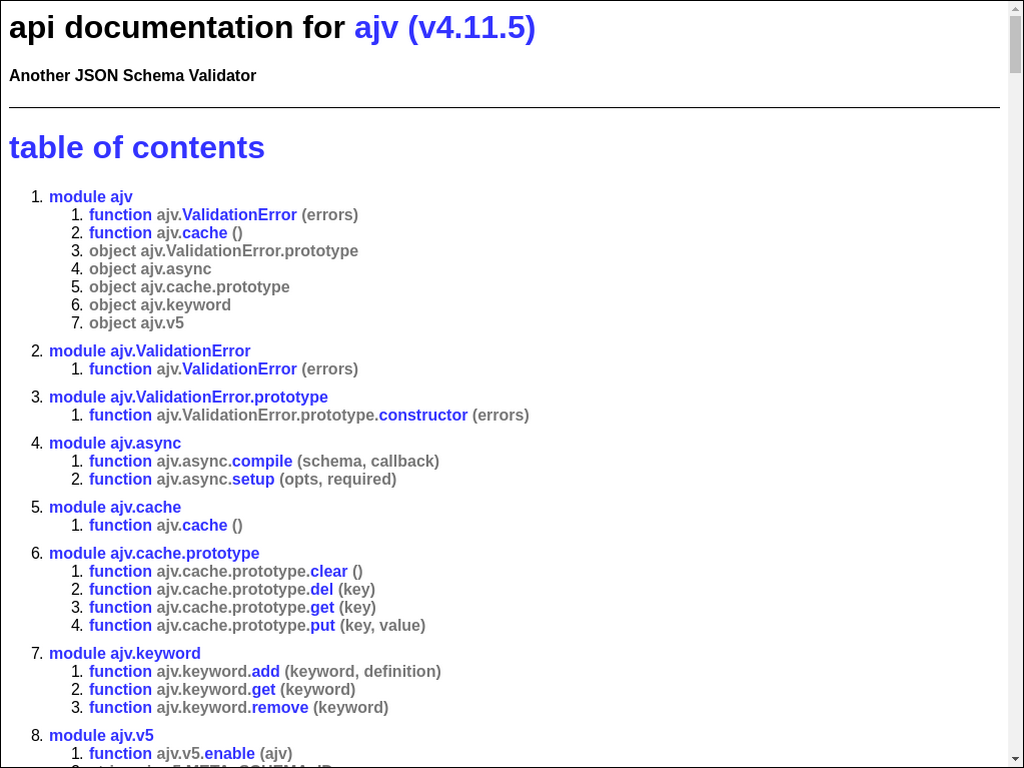 api documentation for ajv (v4.11.5)
Another JSON Schema Validator
table of contents
1. module ajv
1. function ajv.ValidationError (errors)
2. function ajv.cache ()
3. object ajv.ValidationError.prototype
4. object ajv.async
5. object ajv.cache.prototype
6. object ajv.keyword
7. object ajv.v5
2. module ajv.ValidationError
1. function ajv.ValidationError (errors)
3. module ajv.ValidationError.prototype
1. function ajv.ValidationError.prototype.constructor (errors)
4. module ajv.async
1. function ajv.async.compile (schema, callback)
2. function ajv.async.setup (opts, required)
5. module ajv.cache
1. function ajv.cache ()
6. module ajv.cache.prototype
1. function ajv.cache.prototype.clear ()
2. function ajv.cache.prototype.del (key)
3. function ajv.cache.prototype.get (key)
4. function ajv.cache.prototype.put (key, value)
7. module ajv.keyword
1. function ajv.keyword.add (keyword, definition)
2. function ajv.keyword.get (keyword)
3. function ajv.keyword.remove (keyword)
8. module ajv.v5
1. function ajv.v5.enable (ajv)